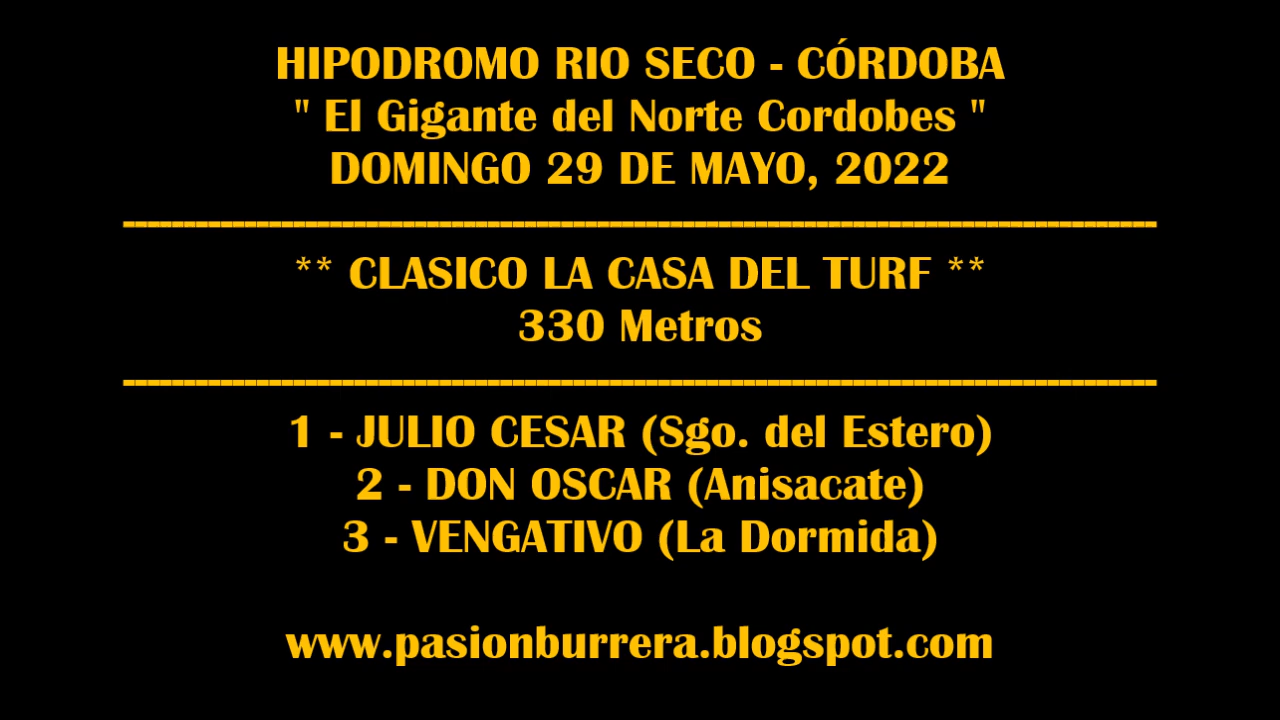 HIPODROMO RIO SECO - CÓRDOBA
" El Gigante del Norte Cordobes "
DOMINGO 29 DE MAYO, 2022
** CLASICO LA CASA DEL TURF **
330 Metros
1 - JULIO CESAR (Sgo. del Estero)
2 - DON OSCAR (Anisacate)
3 - VENGATIVO (La Dormida)
www.pasionburrera.blogspot.com